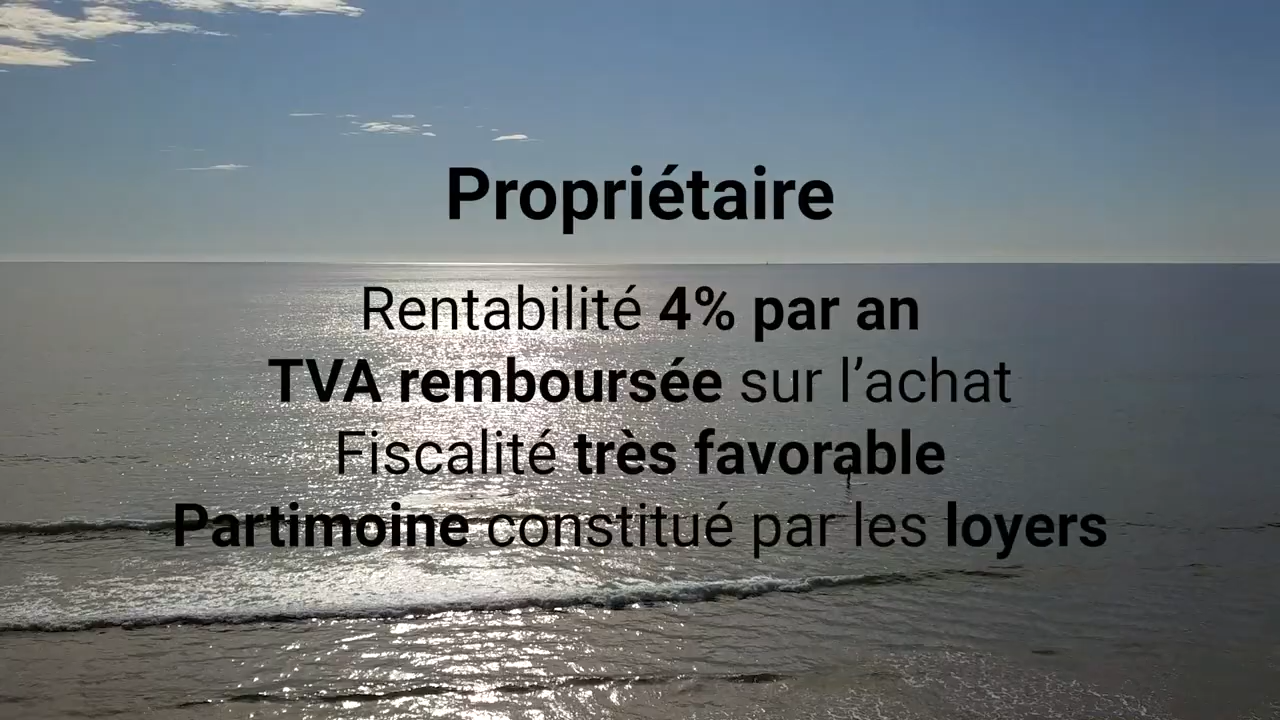 Propriétaire
Rentabilité 4% par an
TVA remboursée sur l’achat
Fiscalité très favorable
Partimoine constitué par les loyers